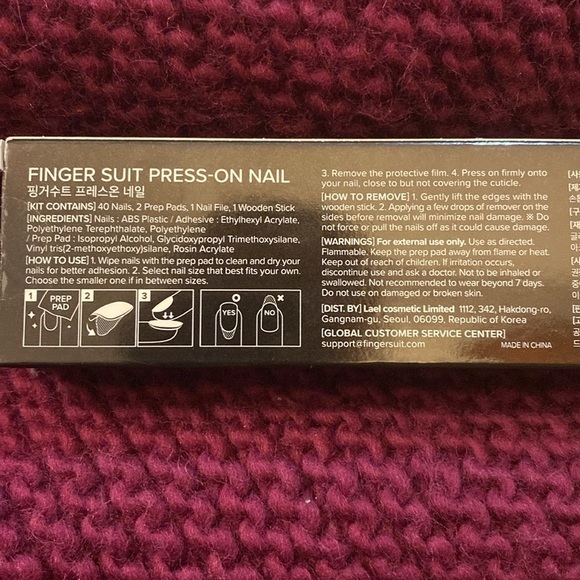 FINGER SUIT PRESS-ON NAIL
핑거수트 프레스온 네일
[KIT CONTAINS] 40 Nails, 2 Prep Pads, 1 Nail File, 1 Wooden Stick
[INGREDIENTS] Nails : ABS Plastic / Adhesive : Ethylhexyl Acrylate,
Polyethylene Terephthalate, Polyethylene
/ Prep Pad : Isopropyl Alcohol, Glycidoxypropyl Trimethoxysilane,
Vinyl tris(2-methoxyethoxy)silane, Rosin Acrylate
[HOW TO USE] 1. Wipe nails with the prep pad to clean and dry your
nails for better adhesion. 2. Select nail size that best fits your own.
Choose the smaller one if in between sizes.
1 PREP PAD 2 3 YES NO
3. Remove the protective film. 4. Press on firmly onto
your nail, close to but not covering the cuticle.
[HOW TO REMOVE] 1. Gently lift the edges with the
wooden stick. 2. Applying a few drops of remover on the
sides before removal will minimize nail damage. ※ Do
not force or pull the nails off as it could cause damage.
[WARNINGS] For external use only. Use as directed.
Flammable. Keep the prep pad away from flame or heat.
Keep out of reach of children. If irritation occurs,
discontinue use and ask a doctor. Not to be inhaled or
swallowed. Not recommended to wear beyond 7 days.
Do not use on damaged or broken skin.
[DIST. BY] Lael cosmetic Limited 1112, 342, Hakdong-ro,
Gangnam-gu, Seoul, 06099, Republic of Korea
[GLOBAL CUSTOMER SERVICE CENTER]
support@fingersuit.com MADE IN CHINA